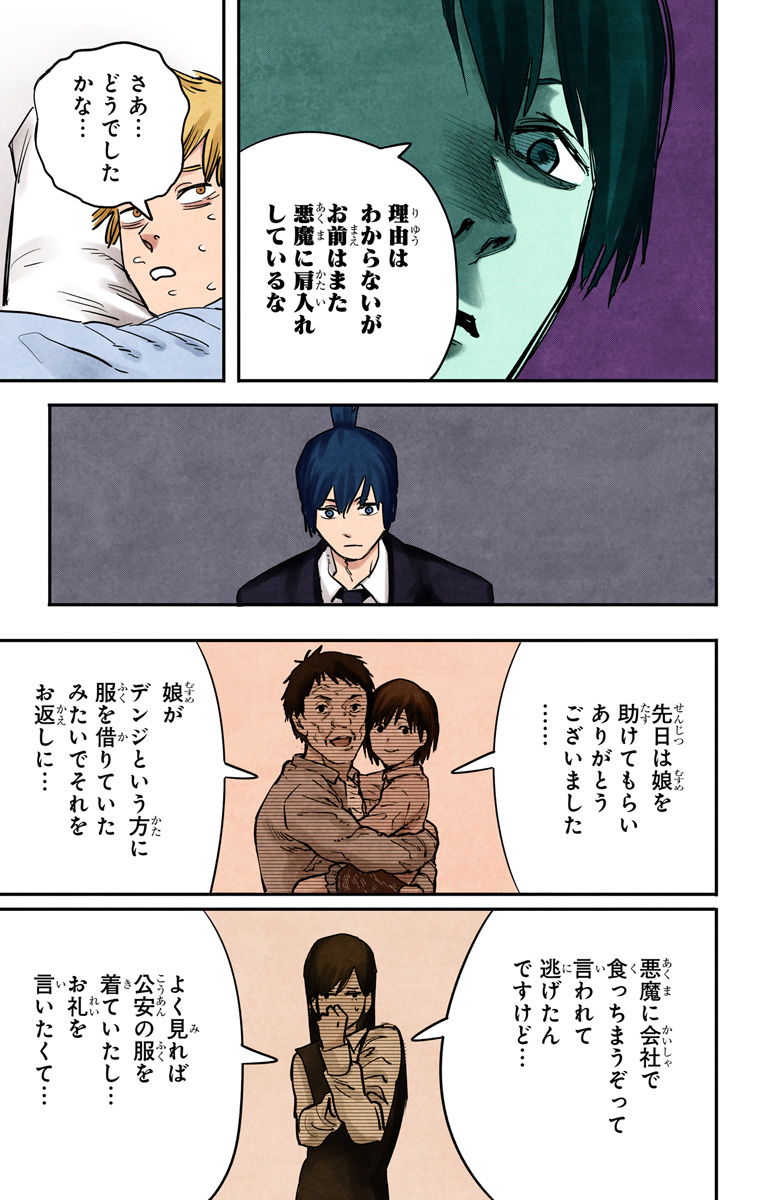 理由は
わからないが
お前はまた
悪魔に肩入れ
しているな
さあ…
どうでした
かな…
先日は娘を
助けてもらい
ありがとう
ございました
……
娘が
デンジという方に
服を借りていた
みたいでそれを
お返しに…
悪魔に会社で
食っちまうぞって
言われて
逃げたん
ですけど…
よく見れば
公安の服を
着ていたし…
お礼を
言いたくて…